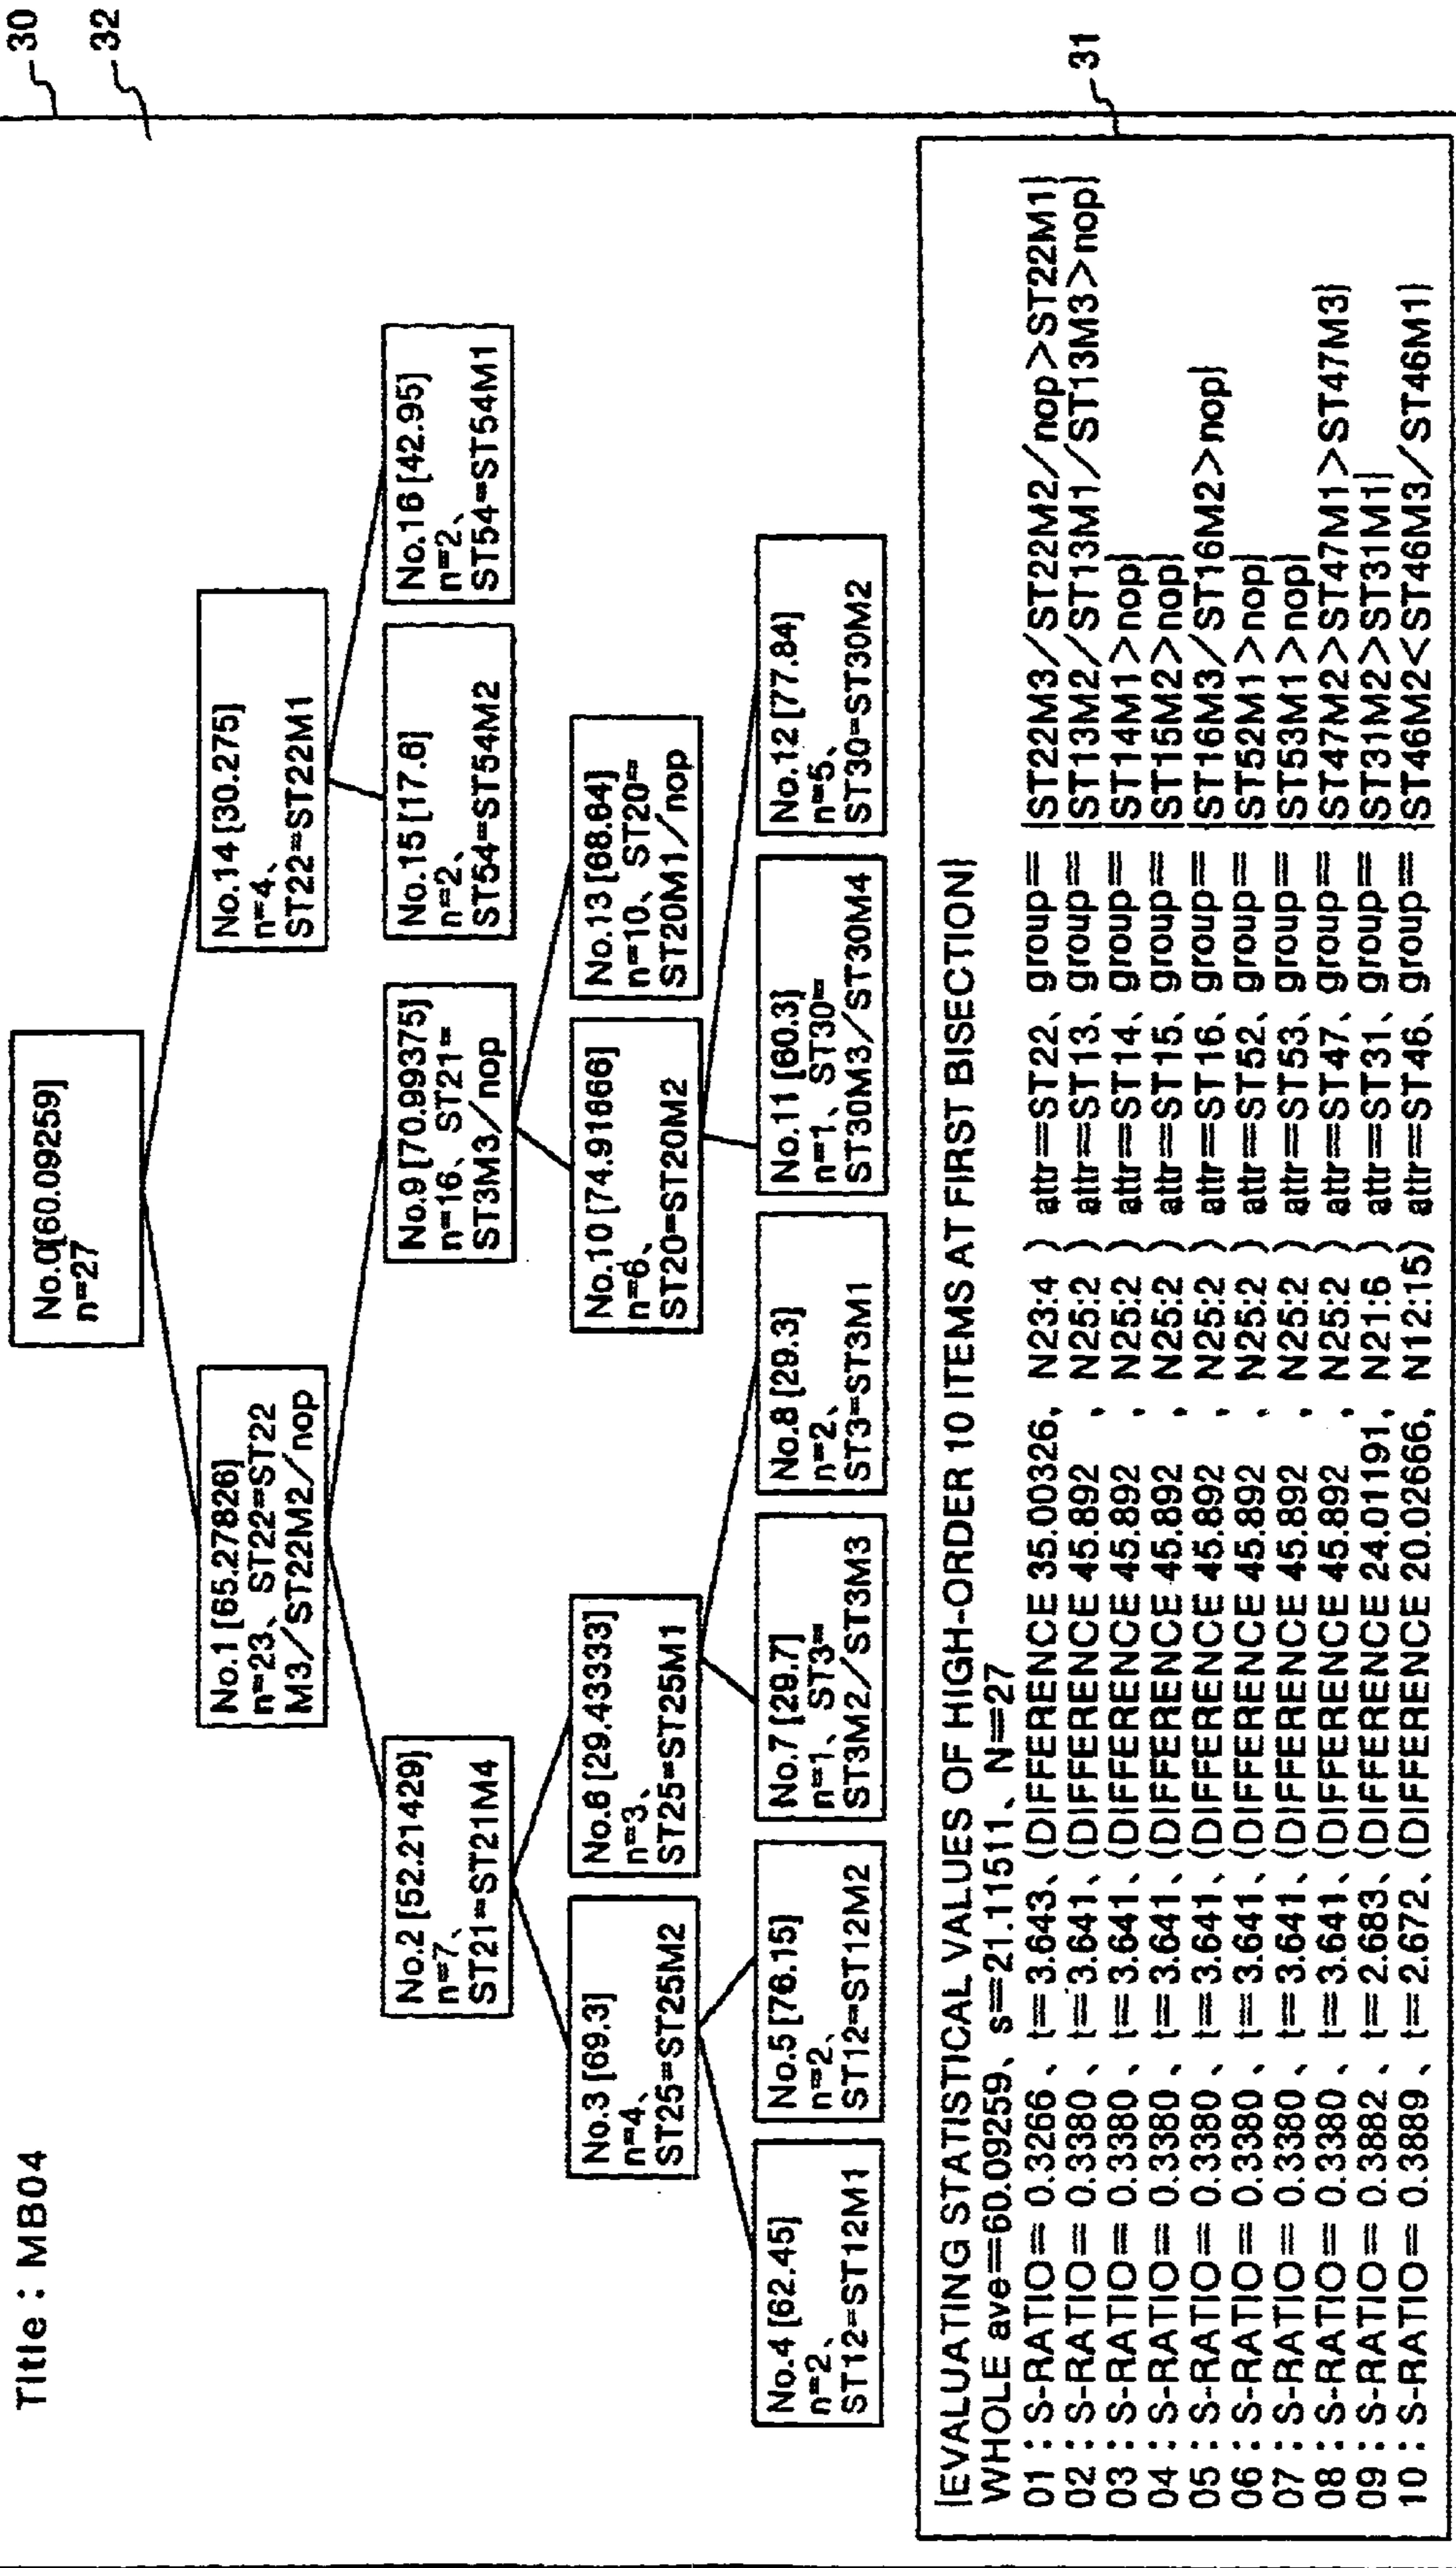 30
32
Title : MB04
No.0[60.09259]
n=27
No.1 [65.27826]
n=23、ST22=ST22
M3/ST22M2/nop
No.14 [30.275]
n=4、
ST22=ST22M1
No.2 [52.21429]
n=7、
ST21=ST21M4
No.9 [70.99375]
n=16、ST21=
ST3M3/nop
No.15 [17.6]
n=2、
ST54=ST54M2
No.16 [42.95]
n=2、
ST54=ST54M1
No.3 [69.3]
n=4、
ST25=ST25M2
No.6 [29.43333]
n=3、
ST25=ST25M1
No.10 [74.91666]
n=6、
ST20=ST20M2
No.13 [68.64]
n=10、ST20=
ST20M1/nop
No.4 [62.45]
n=2、
ST12=ST12M1
No.5 [76.15]
n=2、
ST12=ST12M2
No.7 [29.7]
n=1、ST3=
ST3M2/ST3M3
No.8 [29.3]
n=2、
ST3=ST3M1
No.11 [60.3]
n=1、ST30=
ST30M3/ST30M4
No.12 [77.84]
n=5、
ST30=ST30M2
31
{EVALUATING STATISTICAL VALUES OF HIGH-ORDER 10 ITEMS AT FIRST BISECTION}
WHOLE ave=60.09259、s=21.11511、N=27
01 : S-RATIO= 0.3266 、t= 3.643、(DIFFERENCE 35.00326, N23:4 ) attr=ST22、group= {ST22M3/ST22M2/nop>ST22M1}
02 : S-RATIO= 0.3380 、t= 3.641、(DIFFERENCE 45.892 , N25:2 ) attr=ST13、group= {ST13M2/ST13M1/ST13M3>nop}
03 : S-RATIO= 0.3380 、t= 3.641、(DIFFERENCE 45.892 , N25:2 ) attr=ST14、group= {ST14M1>nop}
04 : S-RATIO= 0.3380 、t= 3.641、(DIFFERENCE 45.892 , N25:2 ) attr=ST15、group= {ST15M2>nop}
05 : S-RATIO= 0.3380 、t= 3.641、(DIFFERENCE 45.892 , N25:2 ) attr=ST16、group= {ST16M3/ST16M2>nop}
06 : S-RATIO= 0.3380 、t= 3.641、(DIFFERENCE 45.892 , N25:2 ) attr=ST52、group= {ST52M1>nop}
07 : S-RATIO= 0.3380 、t= 3.641、(DIFFERENCE 45.892 , N25:2 ) attr=ST53、group= {ST53M1>nop}
08 : S-RATIO= 0.3380 、t= 3.641、(DIFFERENCE 45.892 , N25:2 ) attr=ST47、group= {ST47M2>ST47M1>ST47M3}
09 : S-RATIO= 0.3882 、t= 2.683、(DIFFERENCE 24.01191, N21:6 ) attr=ST31、group= {ST31M2>ST31M1}
10 : S-RATIO= 0.3889 、t= 2.672、(DIFFERENCE 20.02666, N12:15) attr=ST46、group= {ST46M2<ST46M3/ST46M1}